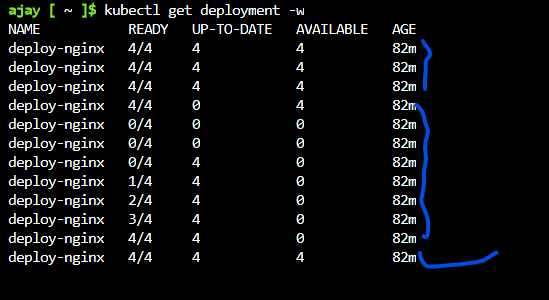 ajay [ ~ ]$ kubectl get deployment -w
NAME READY UP-TO-DATE AVAILABLE AGE
deploy-nginx 4/4 4 4 82m
deploy-nginx 4/4 4 4 82m
deploy-nginx 4/4 4 4 82m
deploy-nginx 4/4 0 4 82m
deploy-nginx 0/4 0 0 82m
deploy-nginx 0/4 0 0 82m
deploy-nginx 0/4 4 0 82m
deploy-nginx 1/4 4 0 82m
deploy-nginx 2/4 4 0 82m
deploy-nginx 3/4 4 0 82m
deploy-nginx 4/4 4 0 82m
deploy-nginx 4/4 4 4 82m